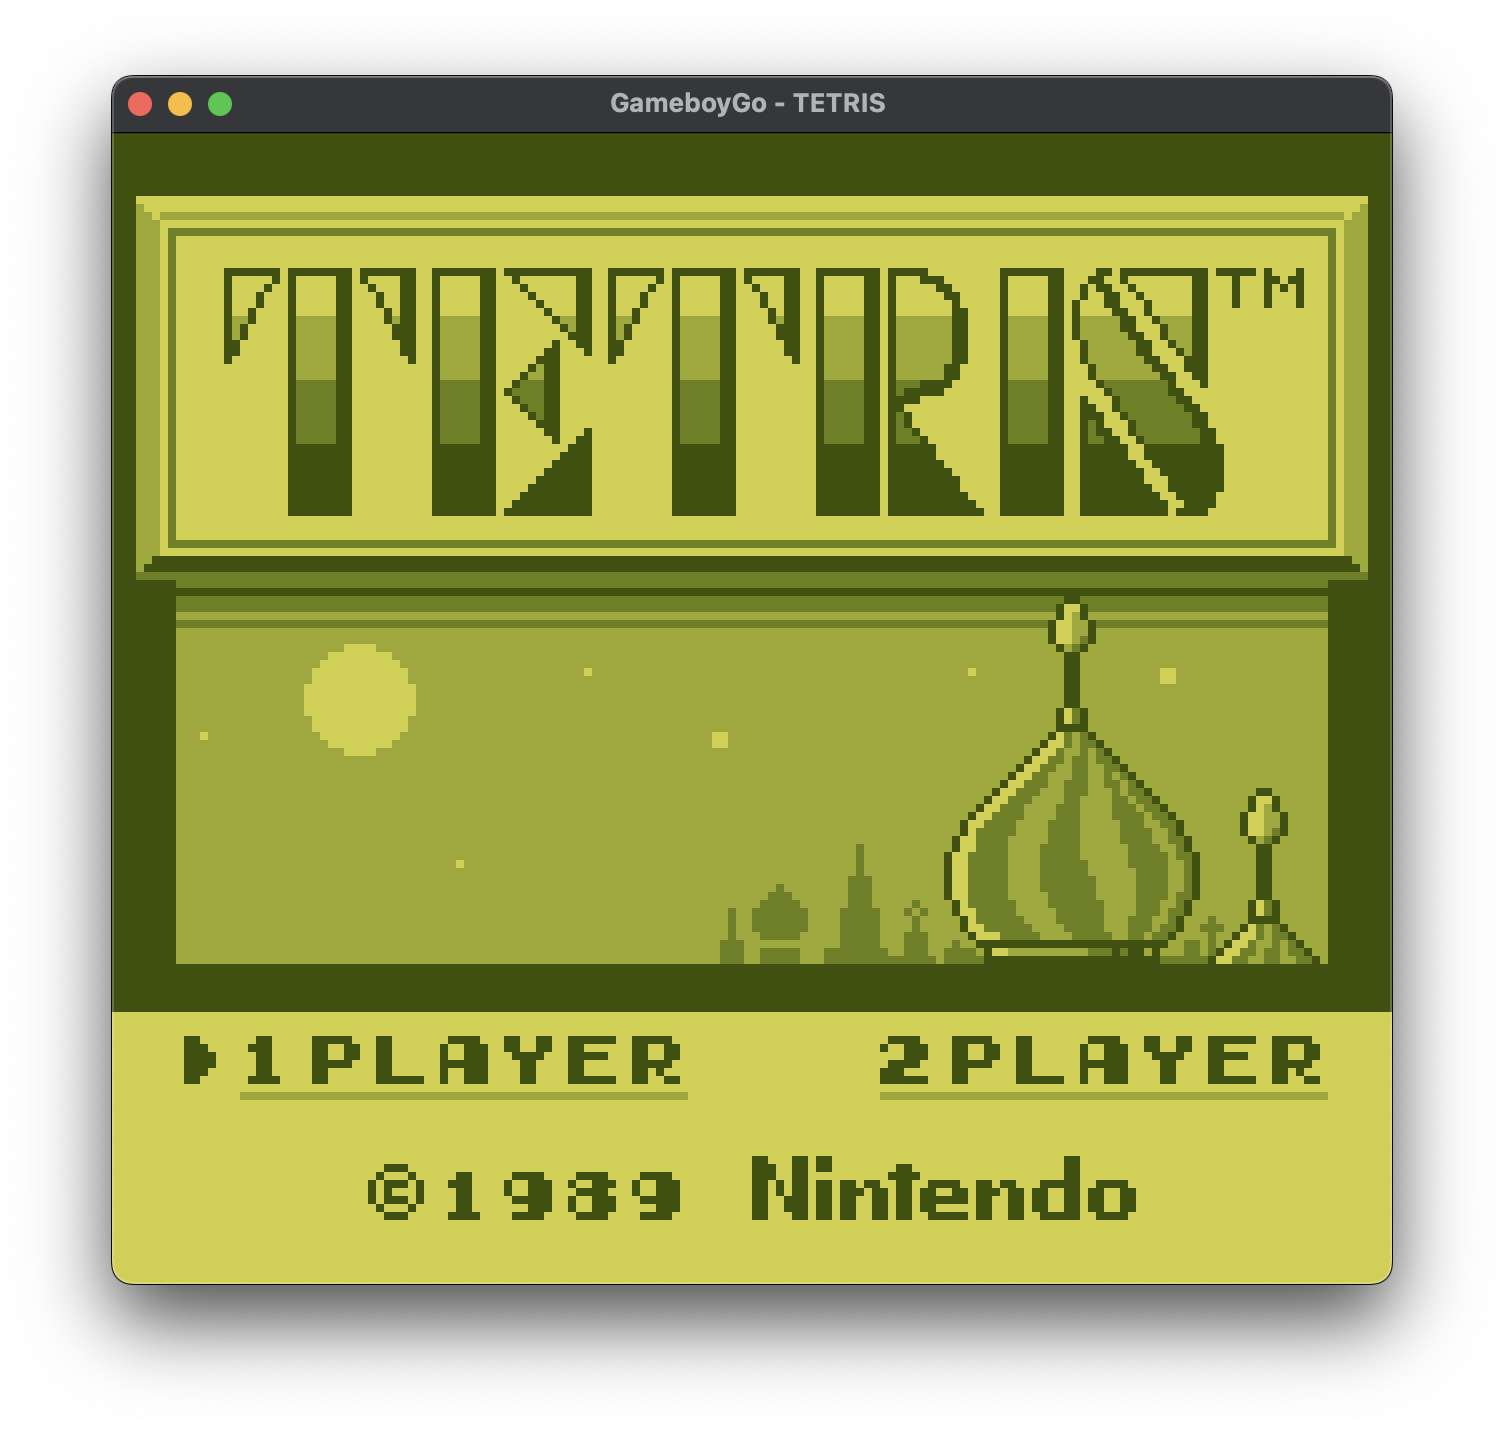 GameboyGo - TETRIS
TETRIS™
▶1PLAYER 2PLAYER
©1989 Nintendo